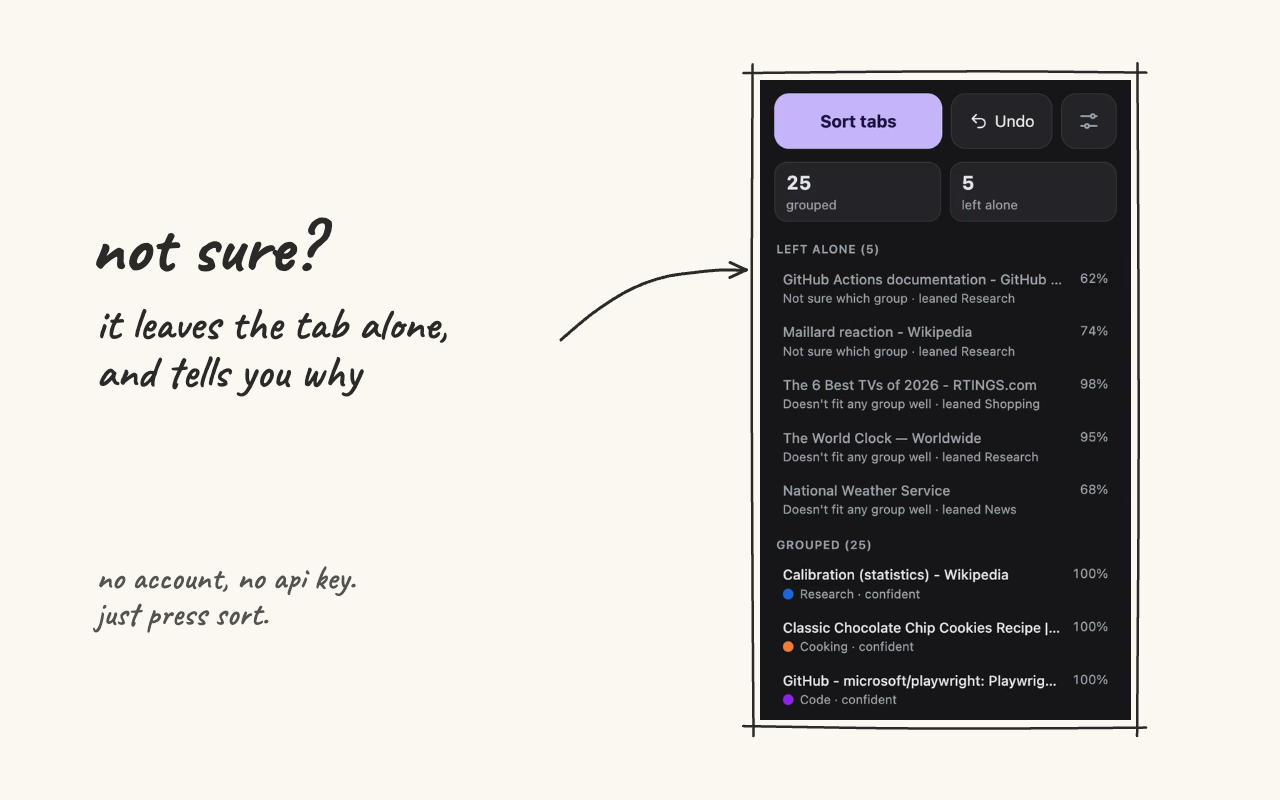 not sure?
it leaves the tab alone,
and tells you why
no account, no api key.
just press sort.
Sort tabs
Undo
25
grouped
5
left alone
LEFT ALONE (5)
GitHub Actions documentation - GitHub ... 62%
Not sure which group · leaned Research
Maillard reaction - Wikipedia 74%
Not sure which group · leaned Research
The 6 Best TVs of 2026 - RTINGS.com 98%
Doesn't fit any group well · leaned Shopping
The World Clock — Worldwide 95%
Doesn't fit any group well · leaned Research
National Weather Service 68%
Doesn't fit any group well · leaned News
GROUPED (25)
Calibration (statistics) - Wikipedia 100%
Research · confident
Classic Chocolate Chip Cookies Recipe |... 100%
Cooking · confident
GitHub - microsoft/playwright: Playwrig... 100%
Code · confident